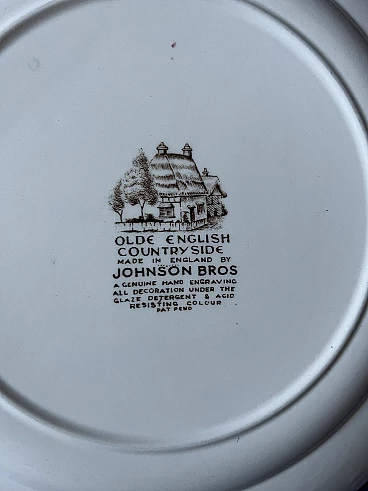 OLDE ENGLISH
COUNTRYSIDE
MADE IN ENGLAND BY
JOHNSON BROS
A GENUINE HAND ENGRAVING
ALL DECORATION UNDER THE
GLAZE DETERGENT & ACID
RESISTING COLOUR
PAT PEND